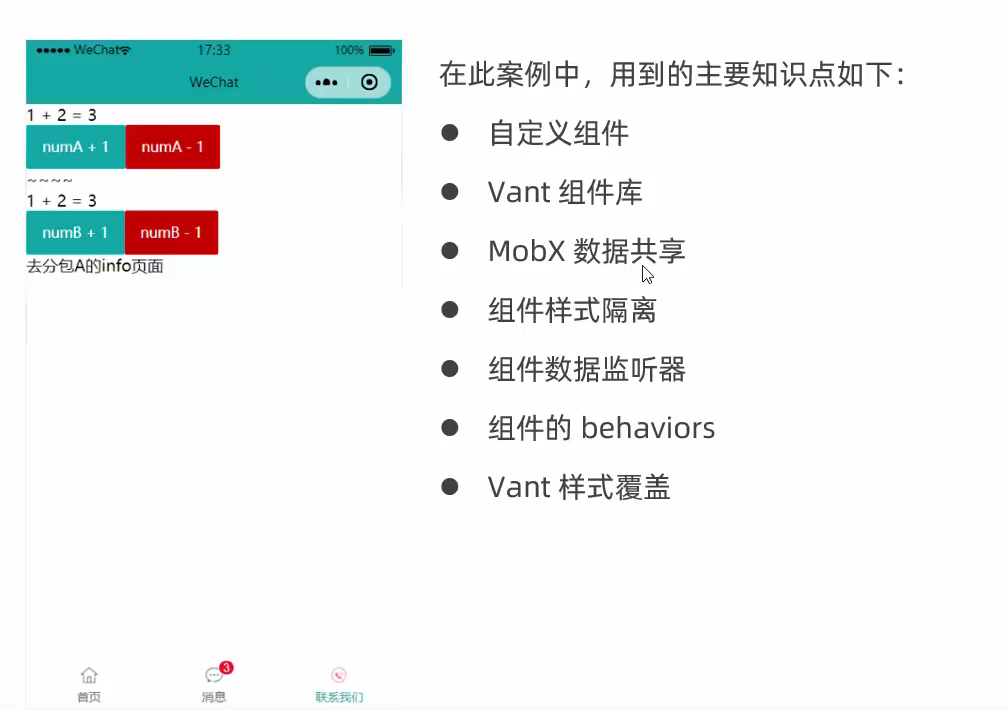 WeChat 17:33 100%
WeChat
1 + 2 = 3
numA + 1 numA - 1
~~~~
1 + 2 = 3
numB + 1 numB - 1
去分包A的info页面
3
首页 消息 联系我们
在此案例中，用到的主要知识点如下：
● 自定义组件
● Vant 组件库
● MobX 数据共享
● 组件样式隔离
● 组件数据监听器
● 组件的 behaviors
● Vant 样式覆盖